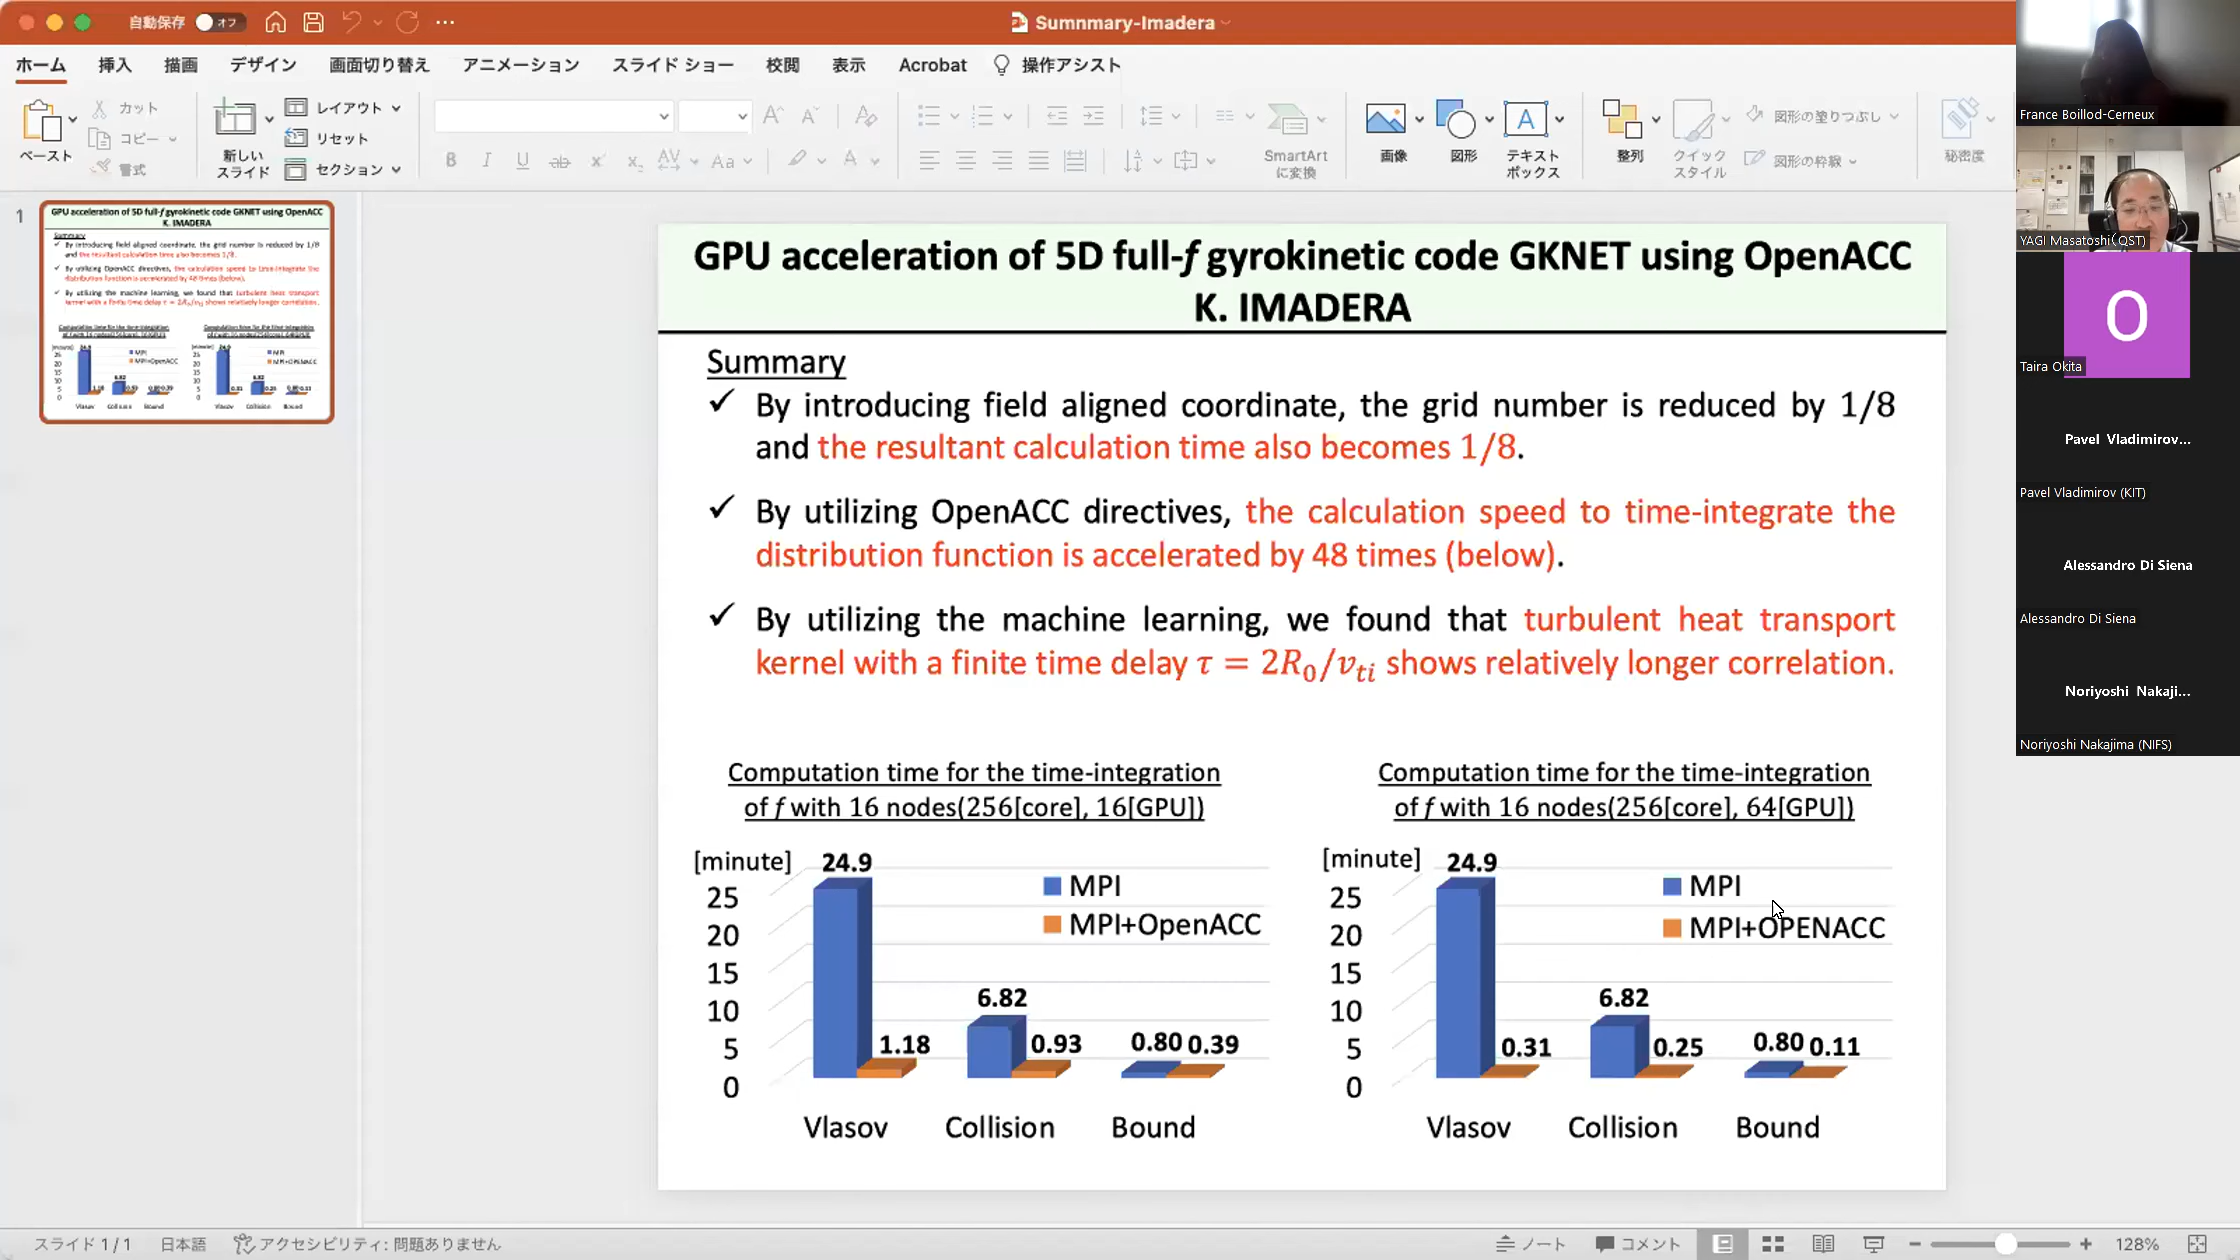 自動保存 オフ
Sumnmary-Imadera
ホーム 挿入 描画 デザイン 画面切り替え アニメーション スライド ショー 校閲 表示 Acrobat 操作アシスト
ペースト
カット
コピー
書式
新しい
スライド
レイアウト
リセット
セクション
SmartArt
に変換
画像
図形
テキスト
ボックス
整列
クイック
スタイル
図形の塗りつぶし
図形の枠線
秘密度
1
GPU acceleration of 5D full-f gyrokinetic code GKNET using OpenACC
K. IMADERA
Summary
✓ By introducing field aligned coordinate, the grid number is reduced by 1/8
and the resultant calculation time also becomes 1/8.
✓ By utilizing OpenACC directives, the calculation speed to time-integrate the
distribution function is accelerated by 48 times (below).
✓ By utilizing the machine learning, we found that turbulent heat transport
kernel with a finite time delay τ = 2R₀/vₜᵢ shows relatively longer correlation.
Computation time for the time-integration
of f with 16 nodes(256[core], 16[GPU])
[minute]
25
20
15
10
5
0
24.9
1.18
6.82
0.93
0.80 0.39
MPI
MPI+OpenACC
Vlasov Collision Bound
Computation time for the time-integration
of f with 16 nodes(256[core], 64[GPU])
[minute]
25
20
15
10
5
0
24.9
0.31
6.82
0.25
0.80 0.11
MPI
MPI+OPENACC
Vlasov Collision Bound
France Boillod-Cerneux
YAGI Masatoshi(QST)
O
Taira Okita
Pavel Vladimirov...
Pavel Vladimirov (KIT)
Alessandro Di Siena
Alessandro Di Siena
Noriyoshi Nakaji...
Noriyoshi Nakajima (NIFS)
スライド 1 / 1 日本語 アクセシビリティ: 問題ありません
ノート コメント 128%